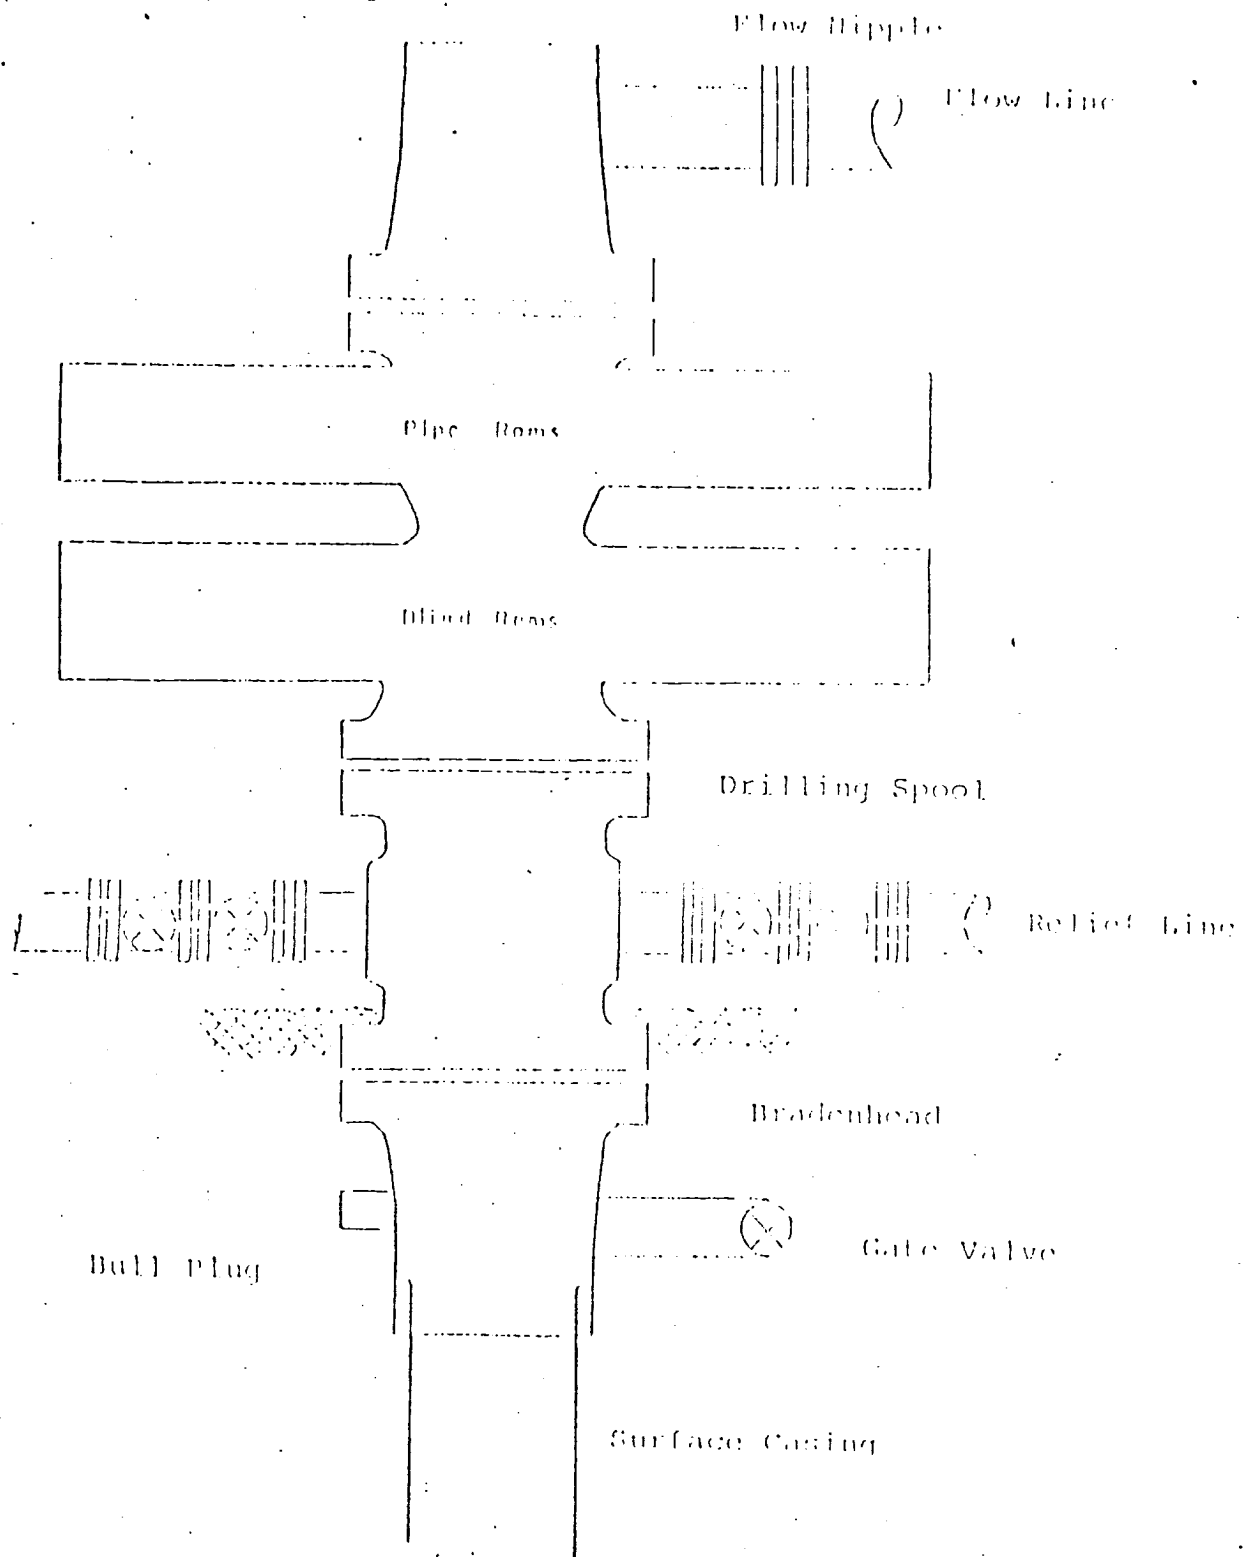 Flow Nipple
Flow Line
Pipe Rams
Blind Rams
Drilling Spool
Relief Line
Bradenhead
Gate Valve
Bull Plug
Surface Casing